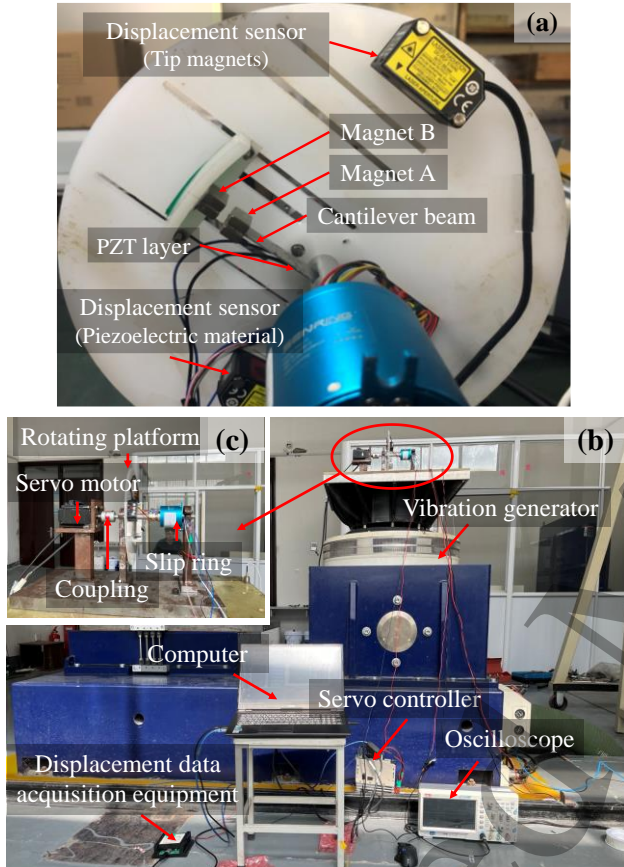 (a)
Displacement sensor
(Tip magnets)
Magnet B
Magnet A
Cantilever beam
PZT layer
Displacement sensor
(Piezoelectric material)
(c)
Rotating platform
Servo motor
Slip ring
Coupling
(b)
Vibration generator
Computer
Servo controller
Oscilloscope
Displacement data
acquisition equipment